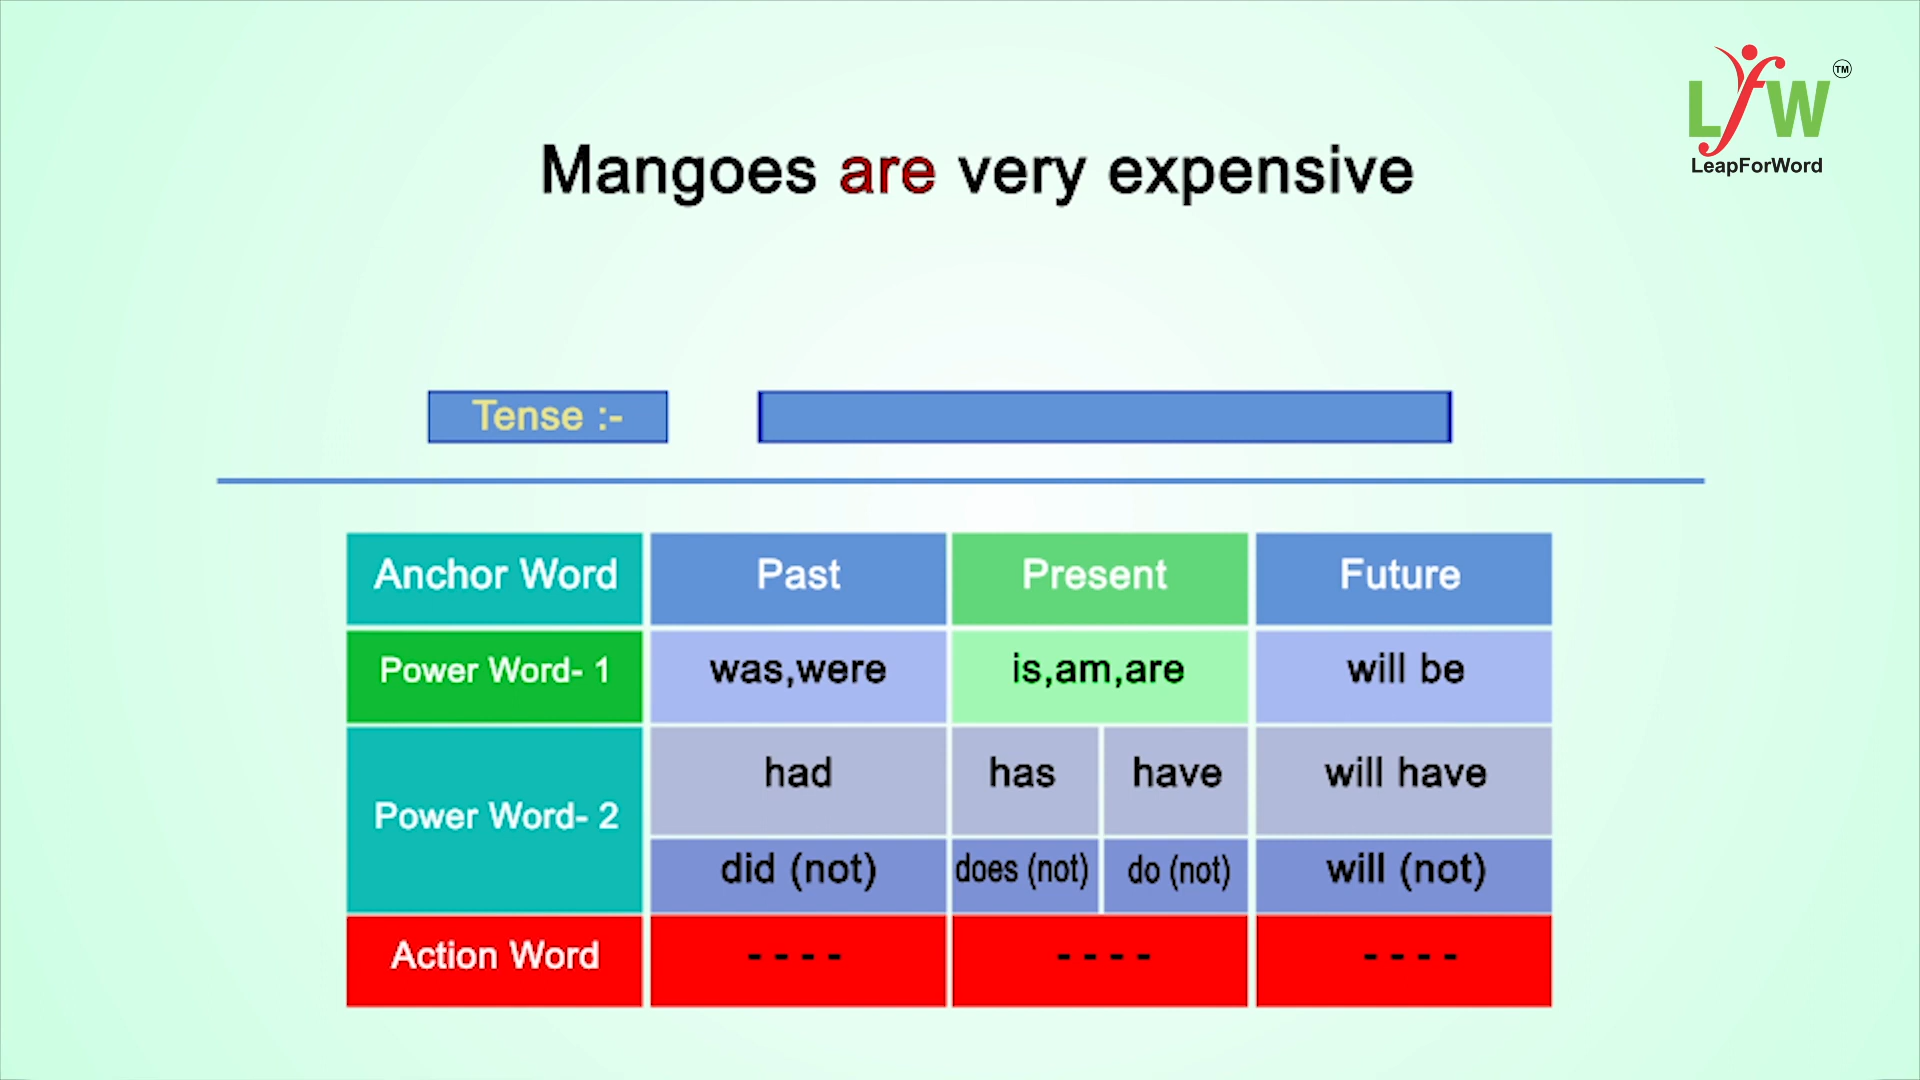 LfW TM
LeapForWord
Mangoes are very expensive
Tense :-
Anchor Word Past Present Future
Power Word- 1 was,were is,am,are will be
Power Word- 2 had has have will have
did (not) does (not) do (not) will (not)
Action Word - - - - - - - - - - - -